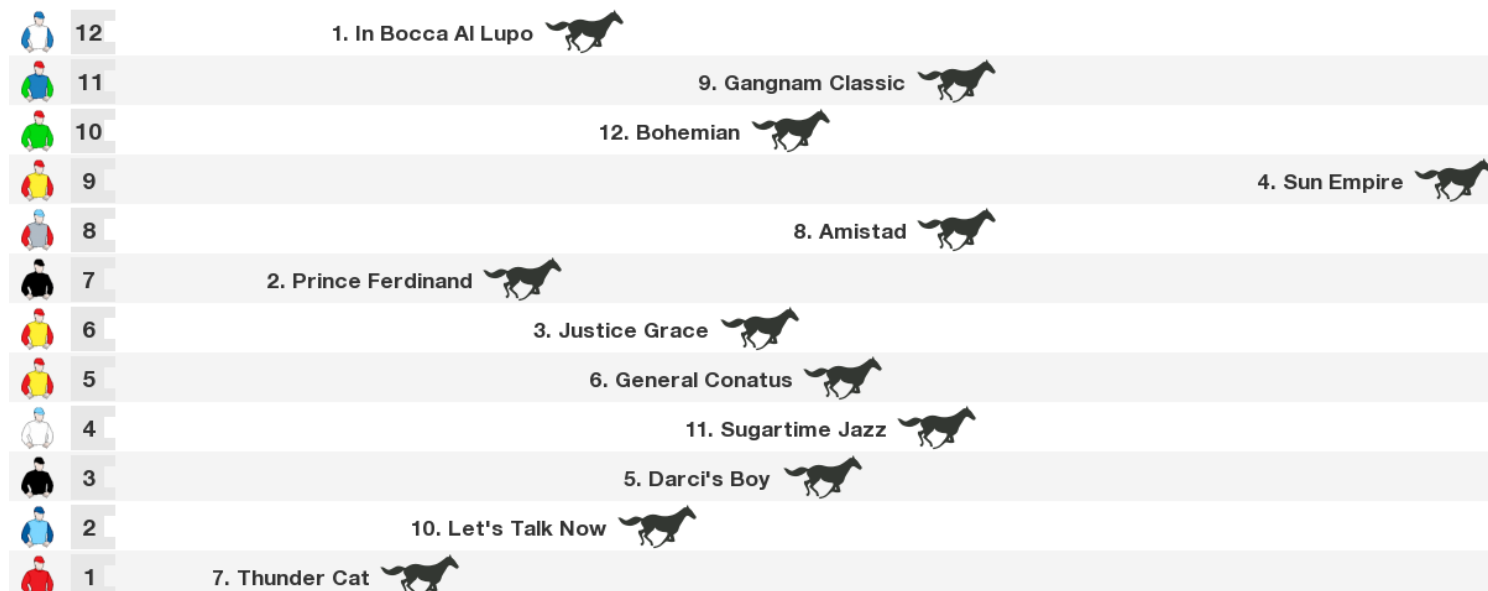 12 1. In Bocca Al Lupo
11 9. Gangnam Classic
10 12. Bohemian
9 4. Sun Empire
8 8. Amistad
7 2. Prince Ferdinand
6 3. Justice Grace
5 6. General Conatus
4 11. Sugartime Jazz
3 5. Darci's Boy
2 10. Let's Talk Now
1 7. Thunder Cat